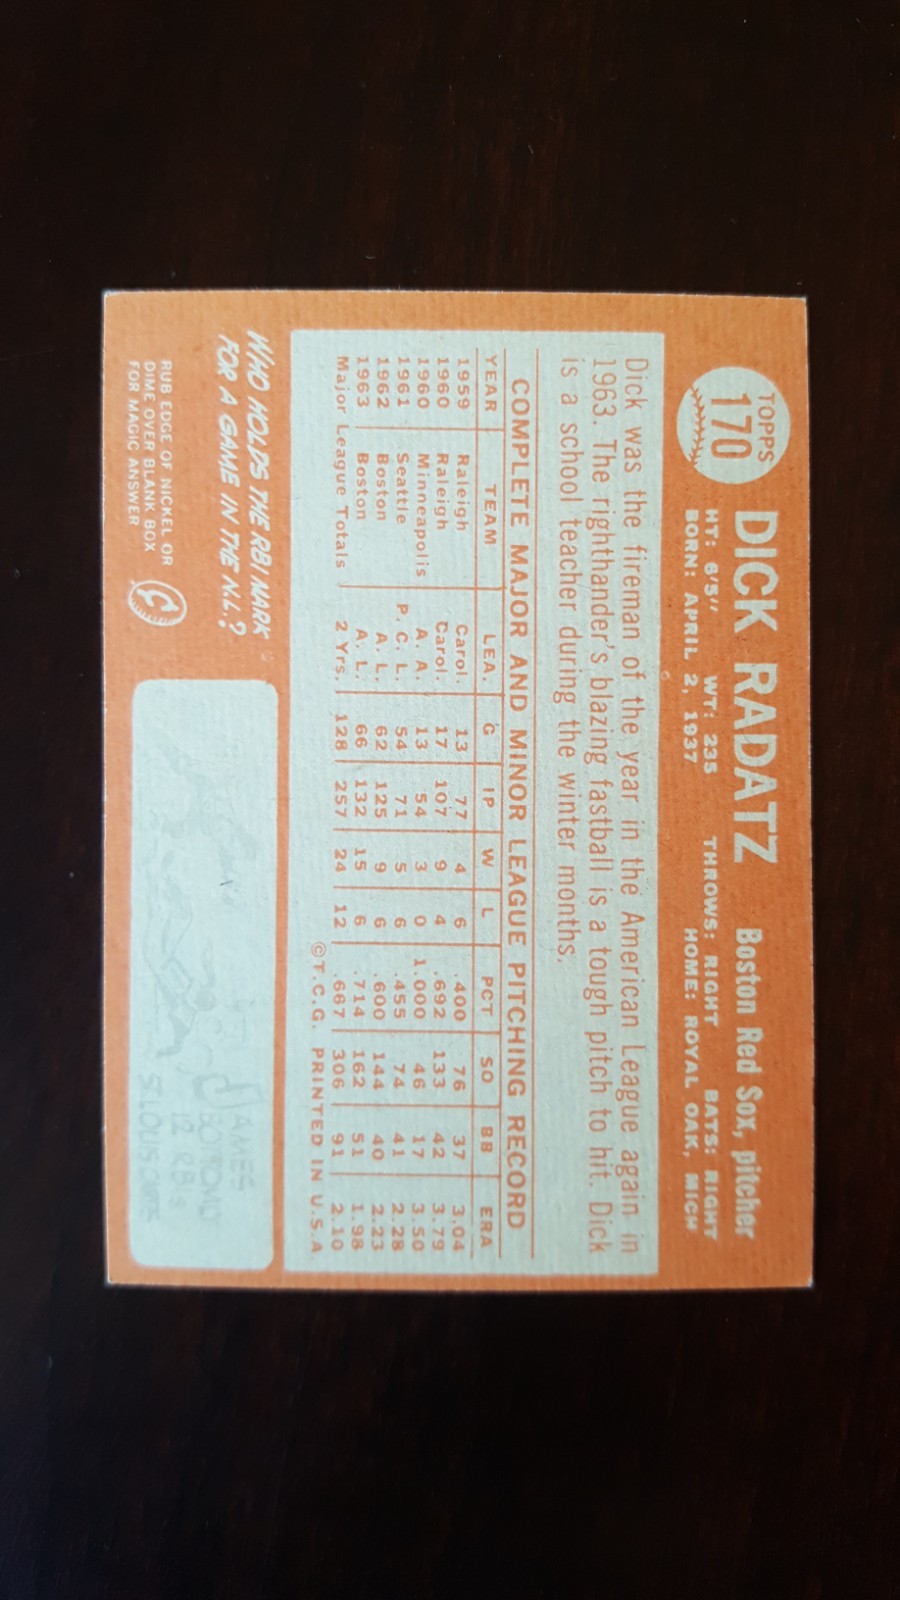 TOPPS
170
DICK RADATZ Boston Red Sox, pitcher
HT: 6'5" WT: 235 THROWS: RIGHT BATS: RIGHT
BORN: APRIL 2, 1937 HOME: ROYAL OAK, MICH
Dick was the fireman of the year in the American League again in
1963. The righthander's blazing fastball is a tough pitch to hit. Dick
is a school teacher during the winter months.
COMPLETE MAJOR AND MINOR LEAGUE PITCHING RECORD
YEAR TEAM LEA. G IP W L PCT SO BB ERA
1959 Raleigh Carol. 13 77 4 6 .400 76 37 3.04
1960 Raleigh Carol. 17 107 9 4 .692 133 42 3.79
1960 Minneapolis A. A. 13 54 3 0 1.000 46 17 3.50
1961 Seattle P. C. L. 54 71 5 6 .455 74 41 2.28
1962 Boston A. L. 62 125 9 6 .600 144 40 2.23
1963 Boston A. L. 66 132 15 6 .714 162 51 1.98
Major League Totals 2 Yrs. 128 257 24 12 .667 306 91 2.10
©T.C.G. PRINTED IN U.S.A.
WHO HOLDS THE RBI MARK
FOR A GAME IN THE N.L.?
RUB EDGE OF NICKEL OR
DIME OVER BLANK BOX
FOR MAGIC ANSWER
JAMES
BOTTOMLY
12 RBIs
ST. LOUIS CARDS